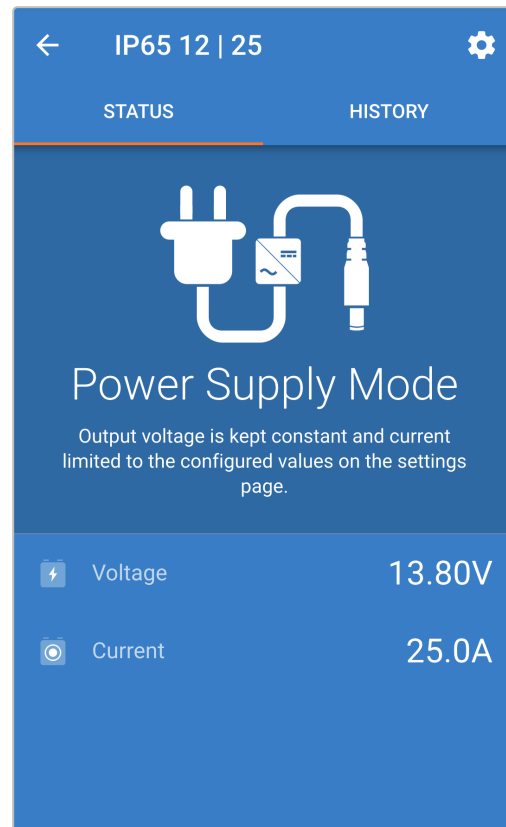 IP65 12 | 25
STATUS
HISTORY
Power Supply Mode
Output voltage is kept constant and current
limited to the configured values on the settings
page.
Voltage
13.80V
Current
25.0A